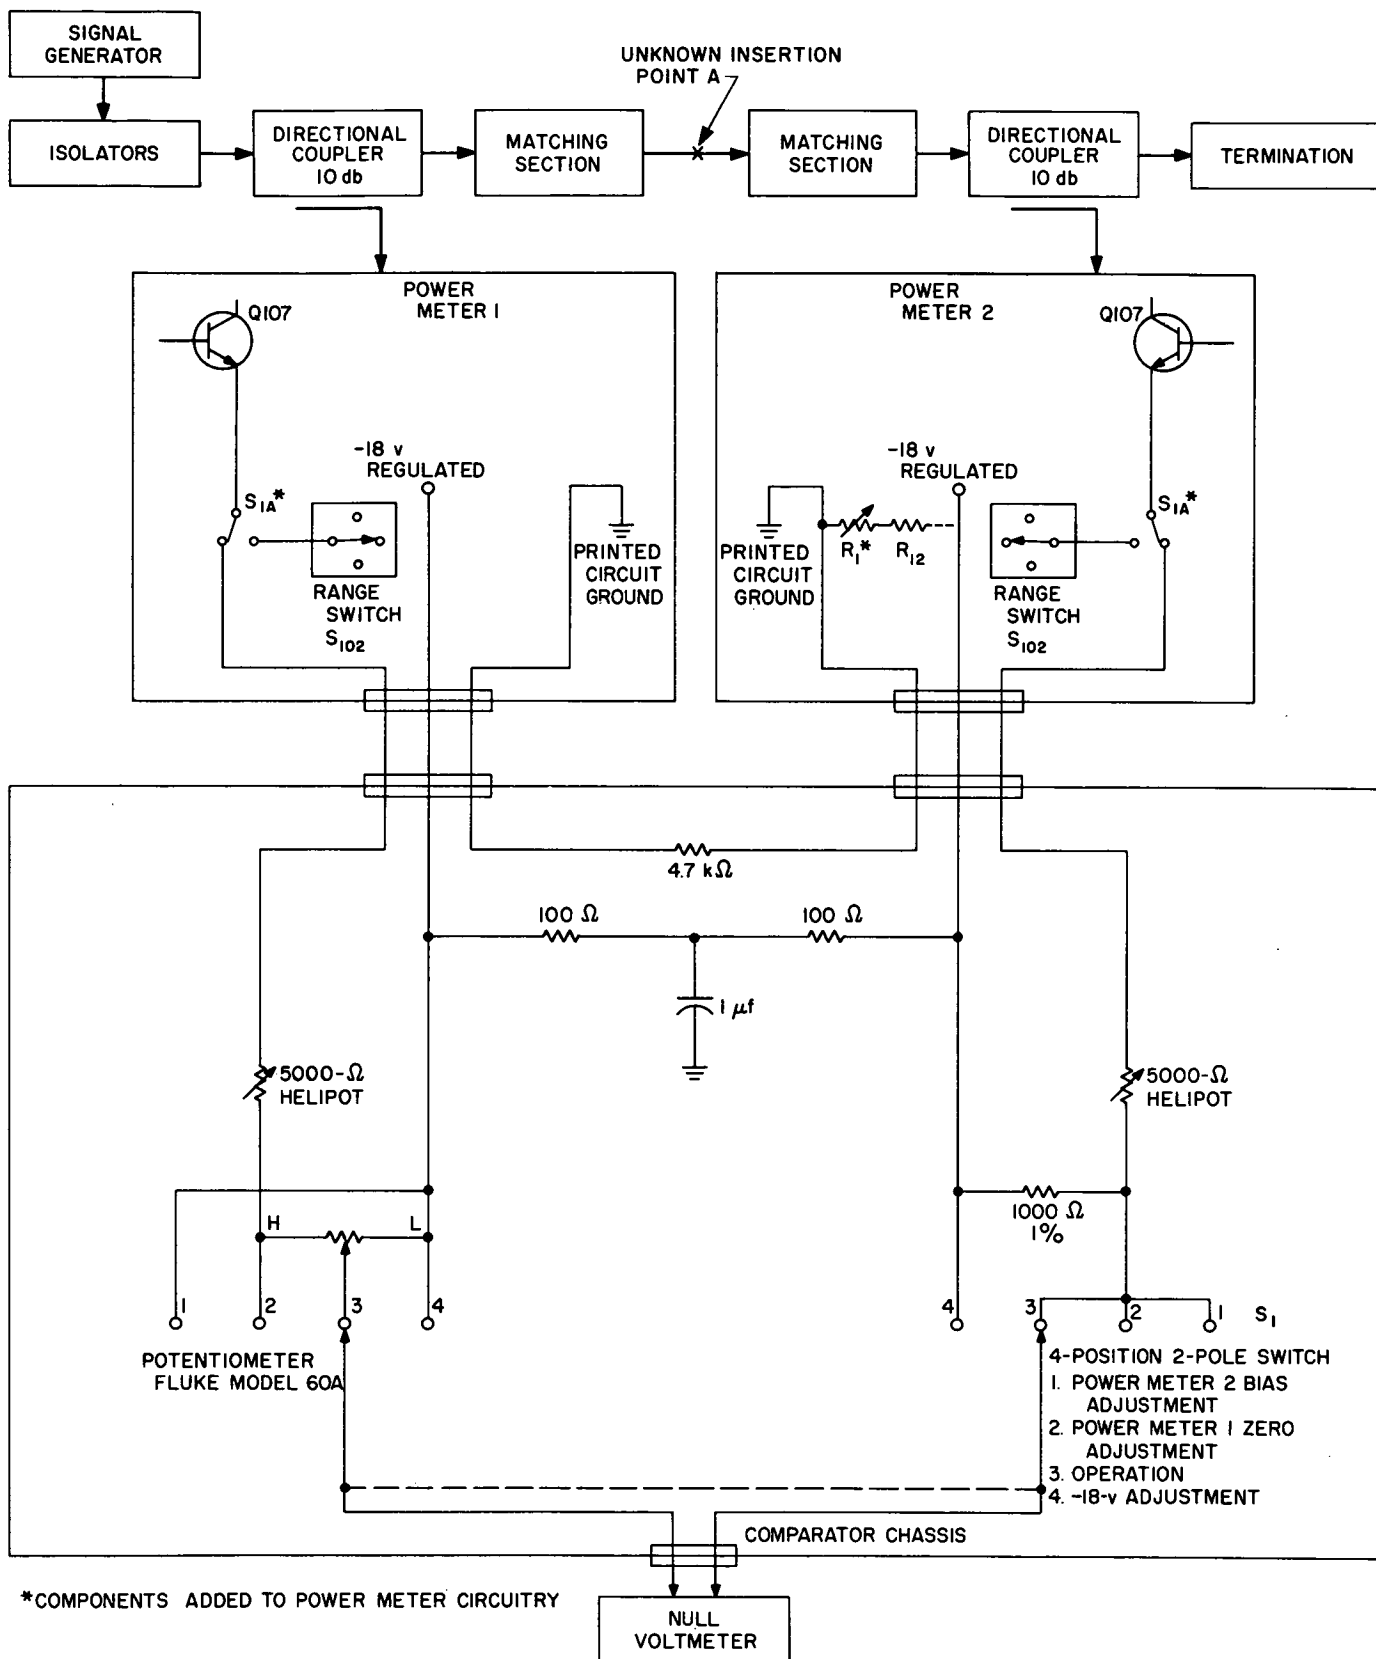 SIGNAL
GENERATOR
UNKNOWN INSERTION
POINT A
ISOLATORS
DIRECTIONAL
COUPLER
10 db
MATCHING
SECTION
MATCHING
SECTION
DIRECTIONAL
COUPLER
10 db
TERMINATION
POWER
METER 1
Q107
-18 v
REGULATED
S1A*
PRINTED
CIRCUIT
GROUND
RANGE
SWITCH
S102
POWER
METER 2
Q107
-18 v
REGULATED
S1A*
PRINTED
CIRCUIT
GROUND
R1*
R12
RANGE
SWITCH
S102
4.7 kΩ
100 Ω
100 Ω
1 μf
5000-Ω
HELIPOT
5000-Ω
HELIPOT
H
L
1000 Ω
1%
1
2
3
4
4
3
2
1
S1
POTENTIOMETER
FLUKE MODEL 60A
4-POSITION 2-POLE SWITCH
1. POWER METER 2 BIAS
ADJUSTMENT
2. POWER METER 1 ZERO
ADJUSTMENT
3. OPERATION
4. -18-v ADJUSTMENT
COMPARATOR CHASSIS
*COMPONENTS ADDED TO POWER METER CIRCUITRY
NULL
VOLTMETER